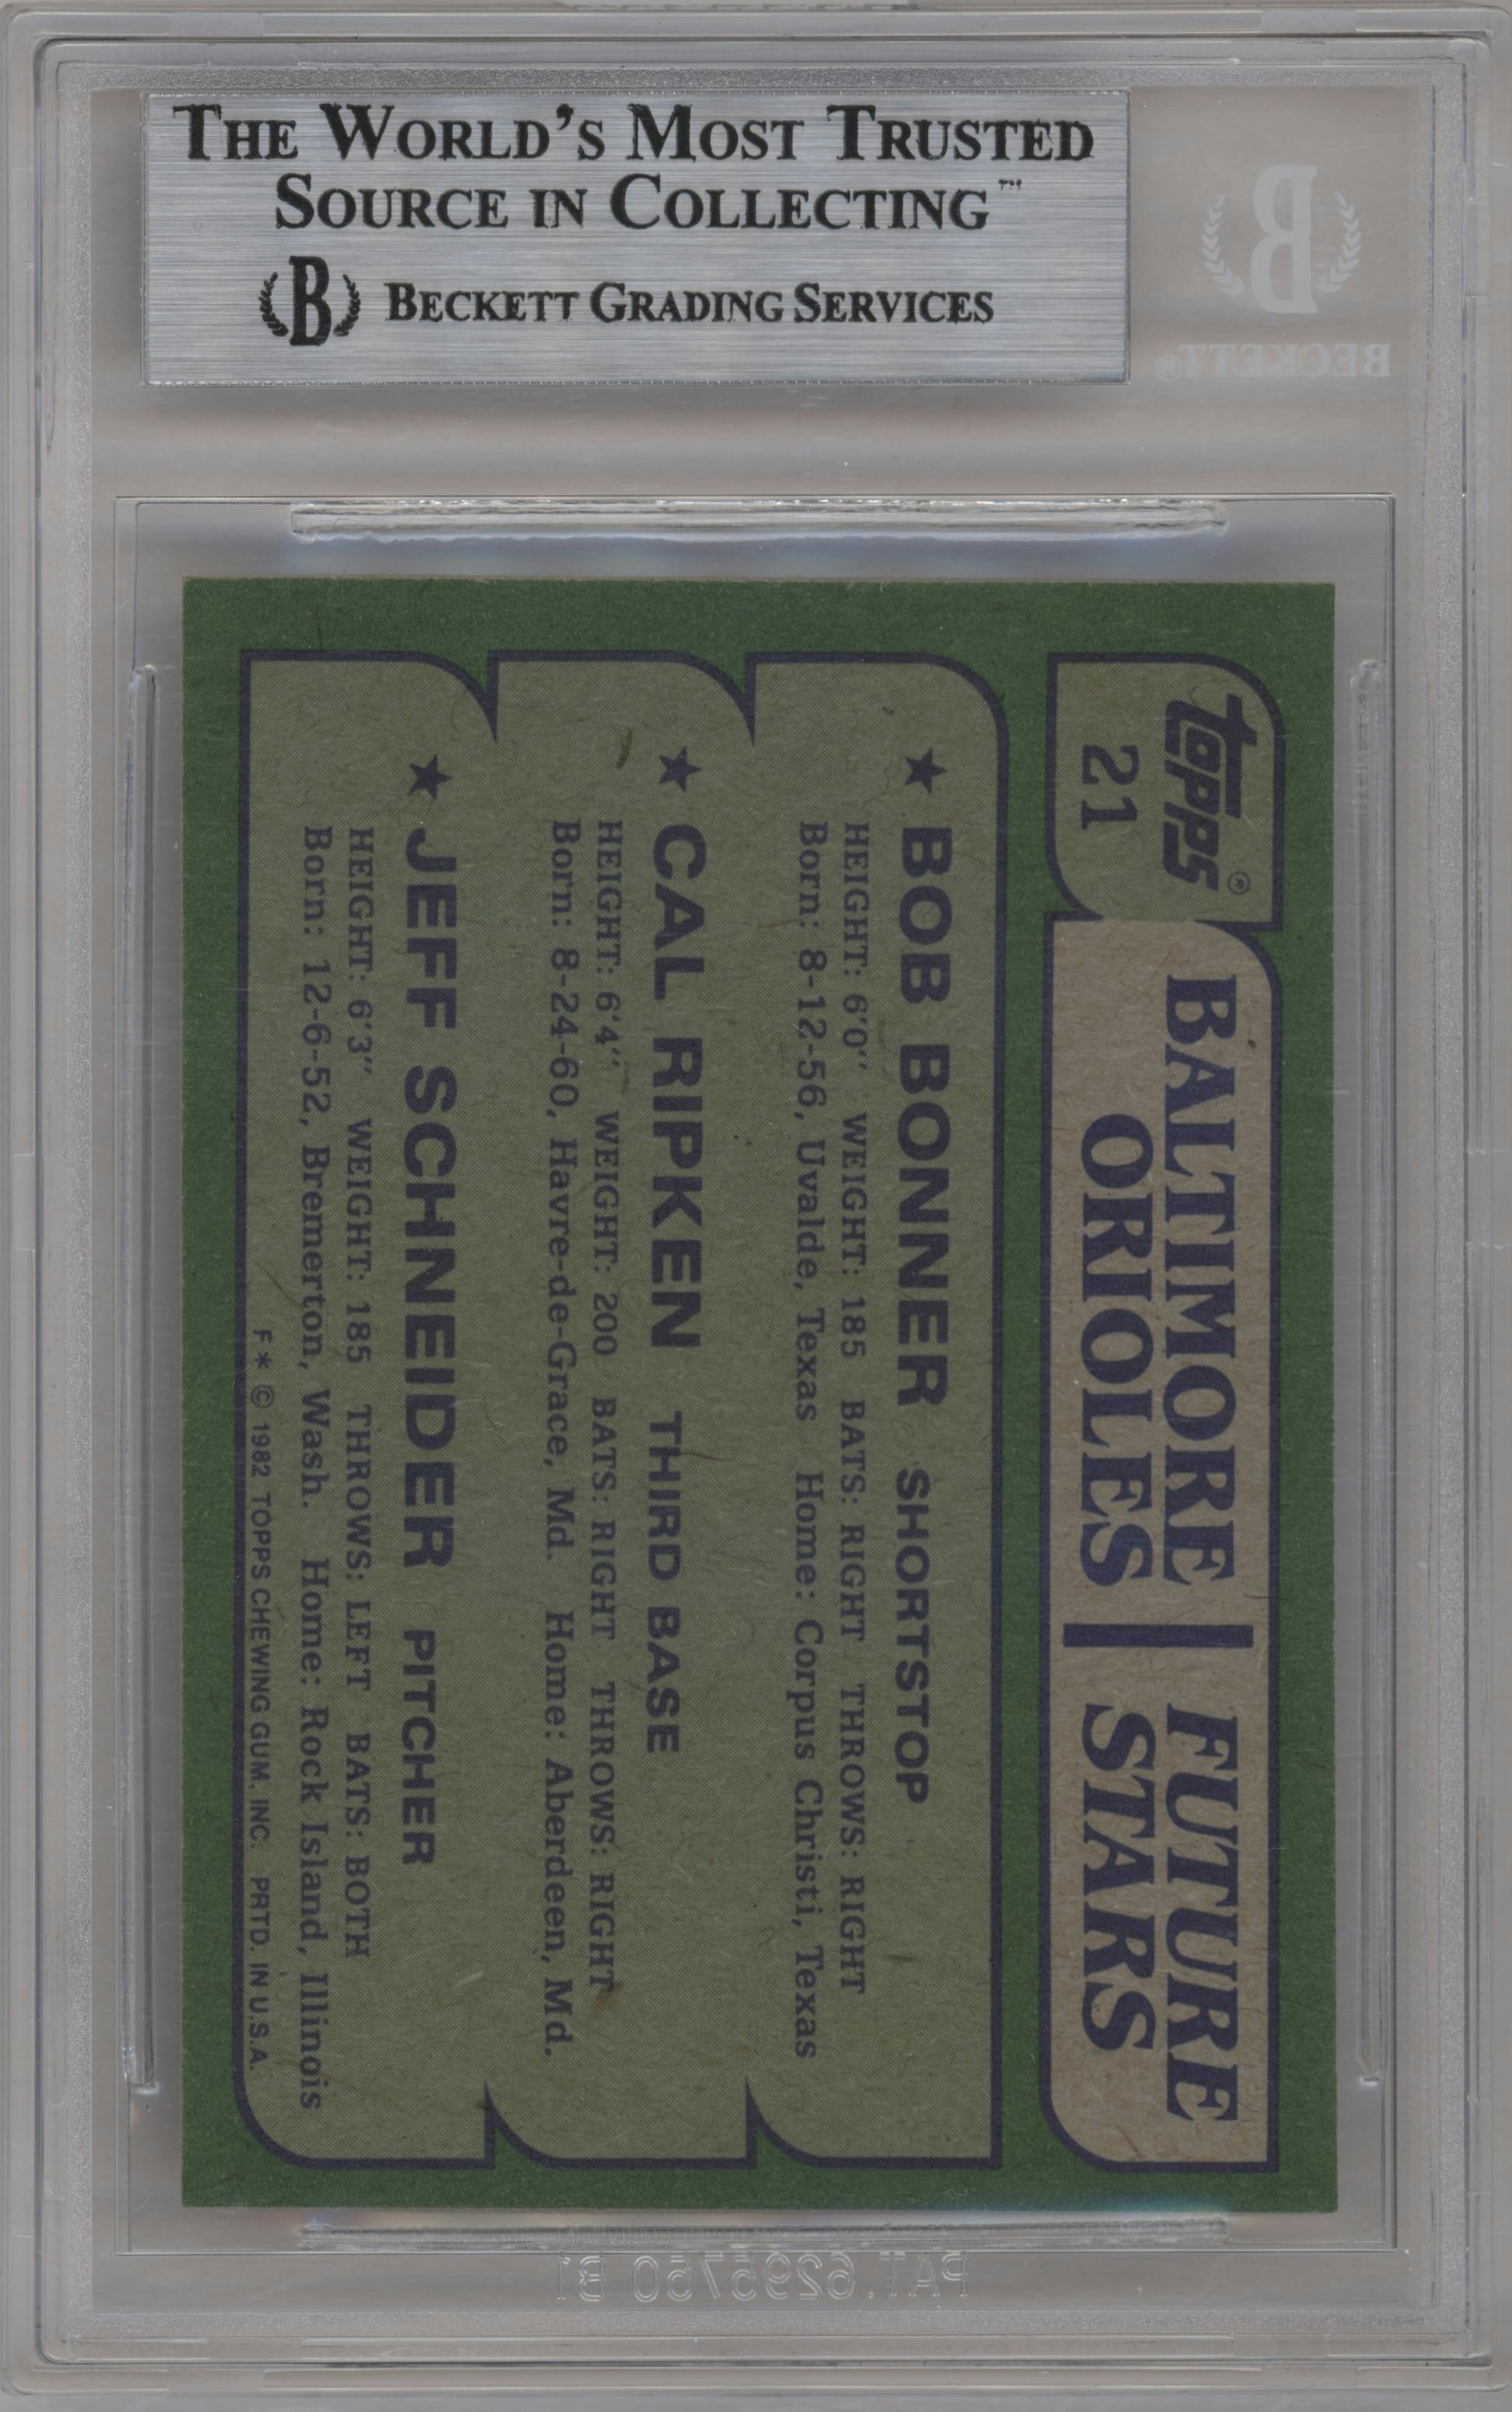 THE WORLD'S MOST TRUSTED
SOURCE IN COLLECTING™
B BECKETT GRADING SERVICES
B
BECKETT®
topps®
21
BALTIMORE
ORIOLES
FUTURE
STARS
★ BOB BONNER SHORTSTOP
HEIGHT: 6'0" WEIGHT: 185 BATS: RIGHT THROWS: RIGHT
Born: 8-12-56, Uvalde, Texas Home: Corpus Christi, Texas
★ CAL RIPKEN THIRD BASE
HEIGHT: 6'4" WEIGHT: 200 BATS: RIGHT THROWS: RIGHT
Born: 8-24-60, Havre-de-Grace, Md. Home: Aberdeen, Md.
★ JEFF SCHNEIDER PITCHER
HEIGHT: 6'3" WEIGHT: 185 THROWS: LEFT BATS: BOTH
Born: 12-6-52, Bremerton, Wash. Home: Rock Island, Illinois
F* © 1982 TOPPS CHEWING GUM. INC. PRTD. IN U.S.A.
PAT. 6295750 B1